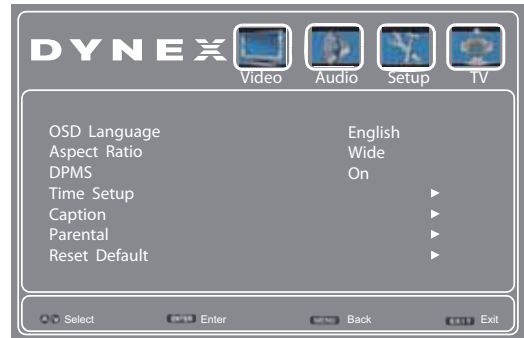 DYNEX
Video Audio Setup TV
OSD Language English
Aspect Ratio Wide
DPMS On
Time Setup
Caption
Parental
Reset Default
Select ENTER Enter MENU Back EXIT Exit